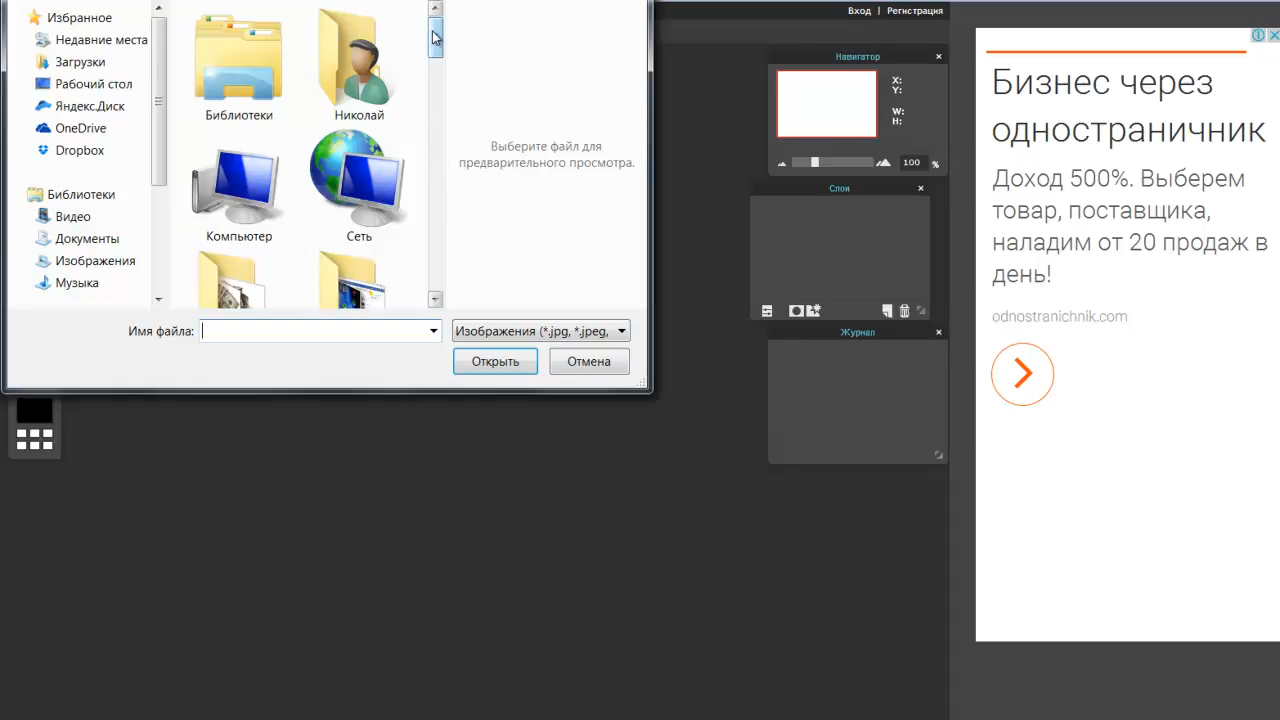 Избранное
Недавние места
Загрузки
Рабочий стол
Яндекс.Диск
OneDrive
Dropbox
Библиотеки
Видео
Документы
Изображения
Музыка
Библиотеки
Николай
Компьютер
Сеть
Выберите файл для
предварительного просмотра.
Имя файла:
Изображения (*.jpg, *.jpeg,
Открыть
Отмена
Вход | Регистрация
Навигатор
X:
Y:
W:
H:
100 %
Слои
Журнал
Бизнес через
одностраничник
Доход 500%. Выберем
товар, поставщика,
наладим от 20 продаж в
день!
odnostranichnik.com